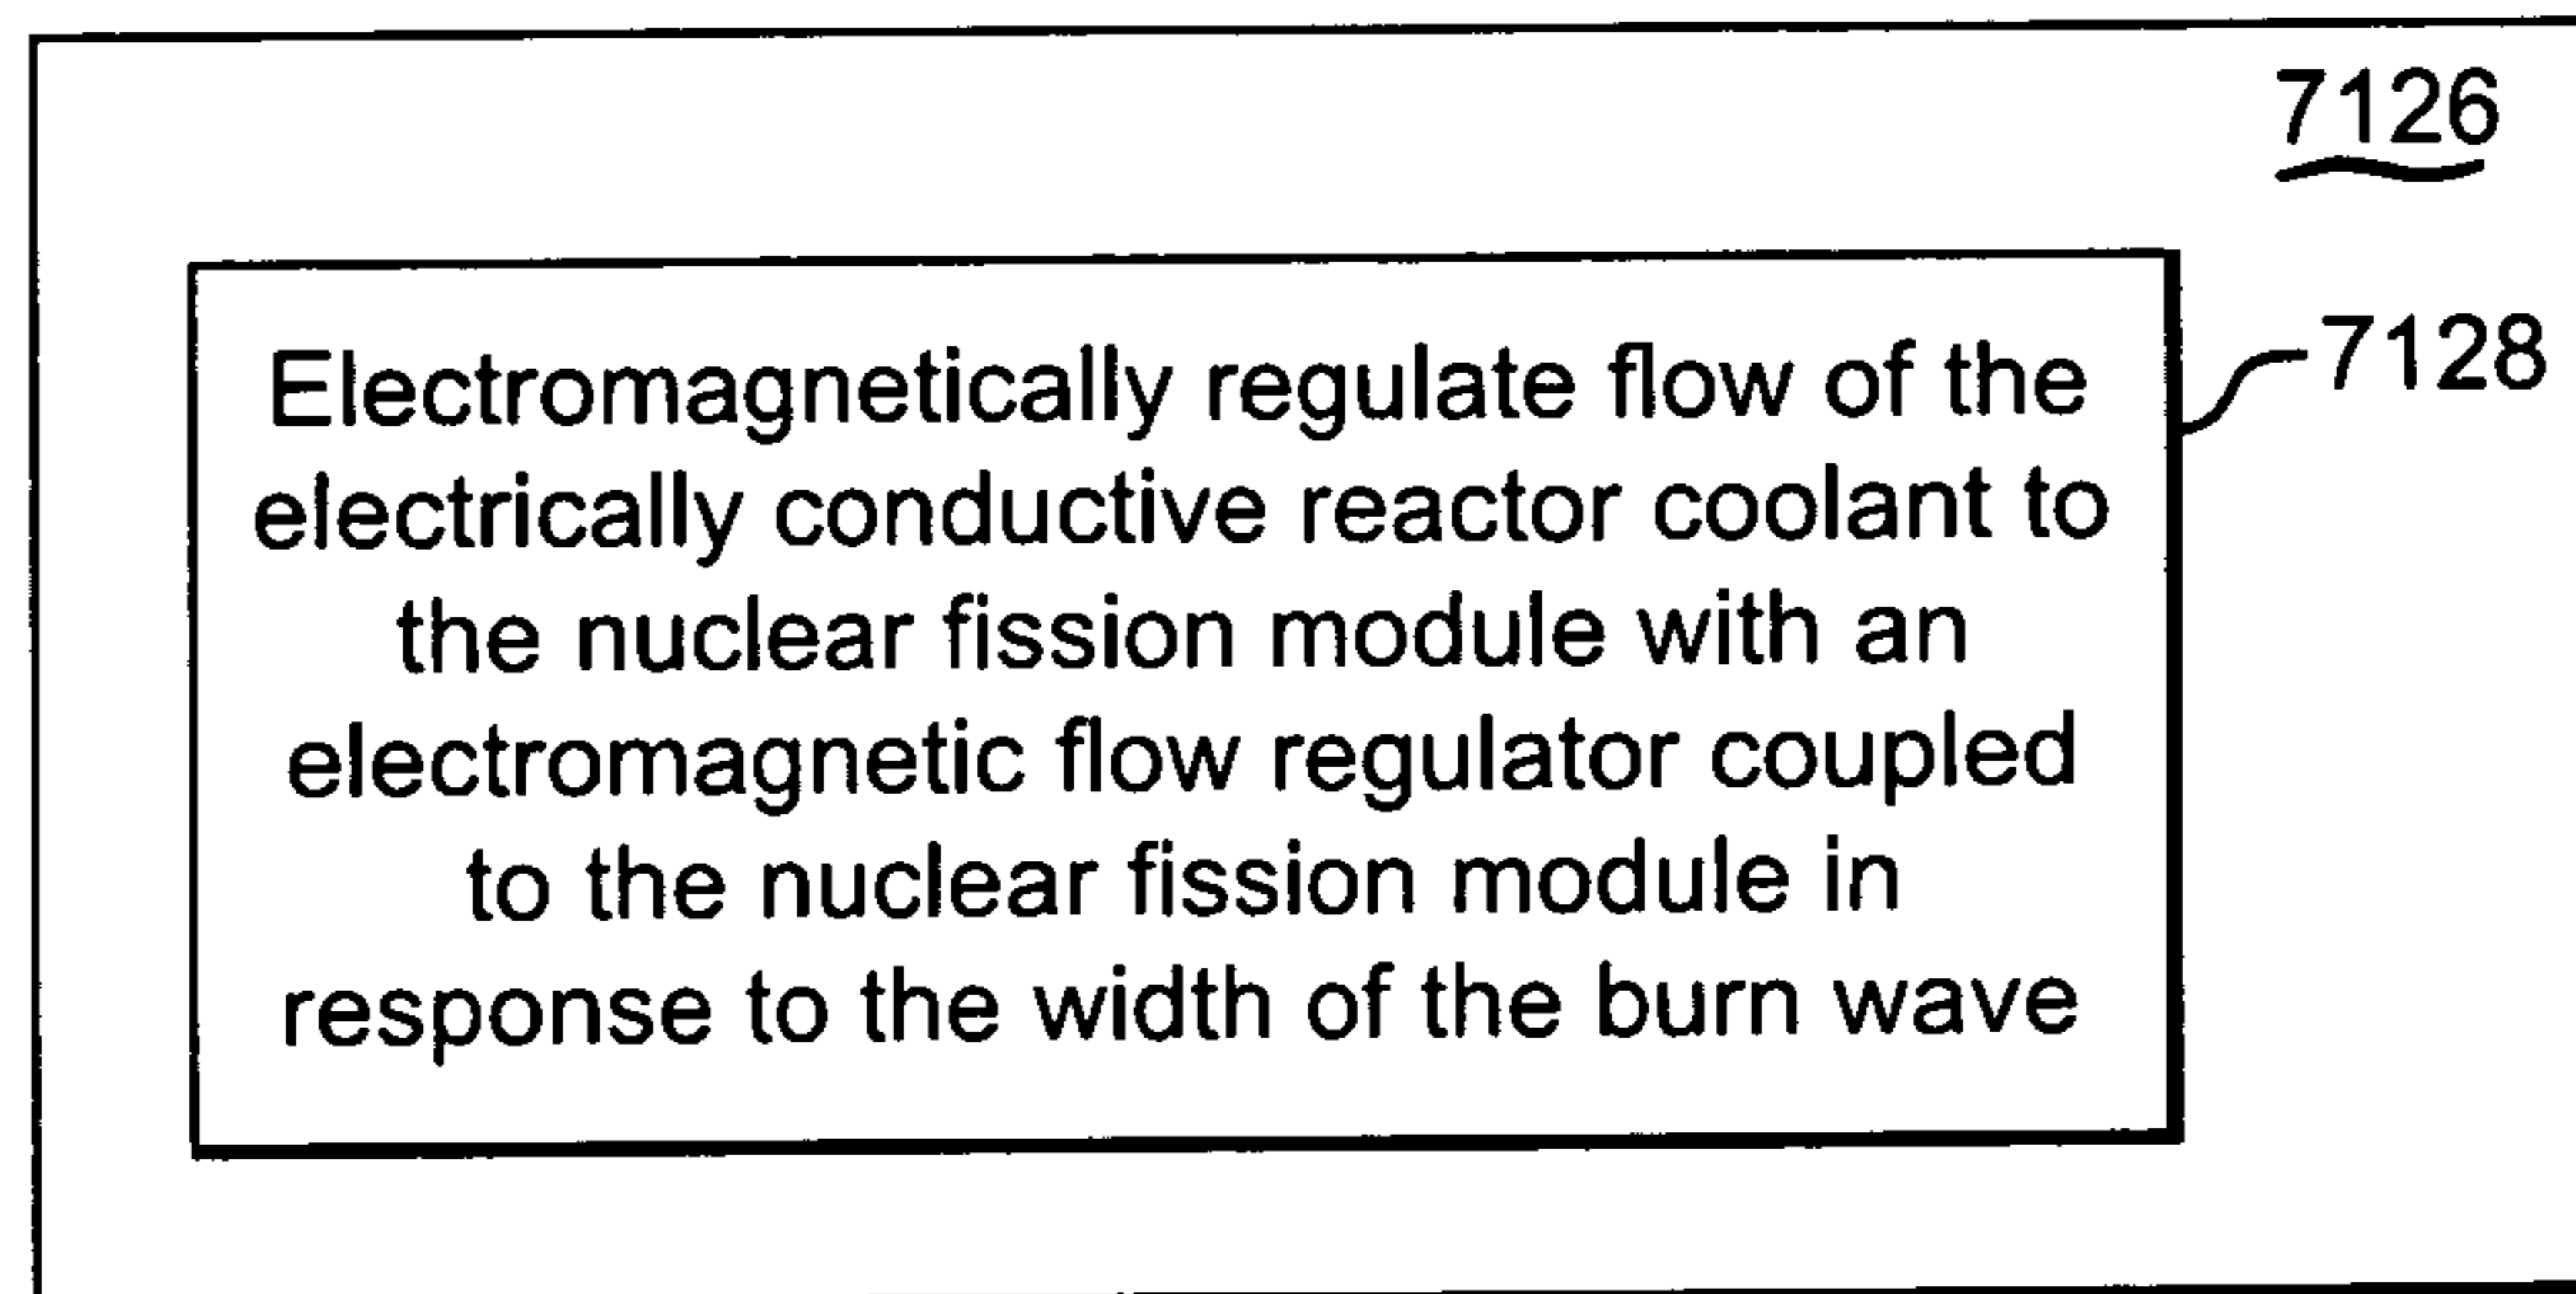 7126
Electromagnetically regulate flow of the
7128
electrically conductive reactor coolant to
the nuclear fission module with an
electromagnetic flow regulator coupled
to the nuclear fission module in
response to the width of the burn wave